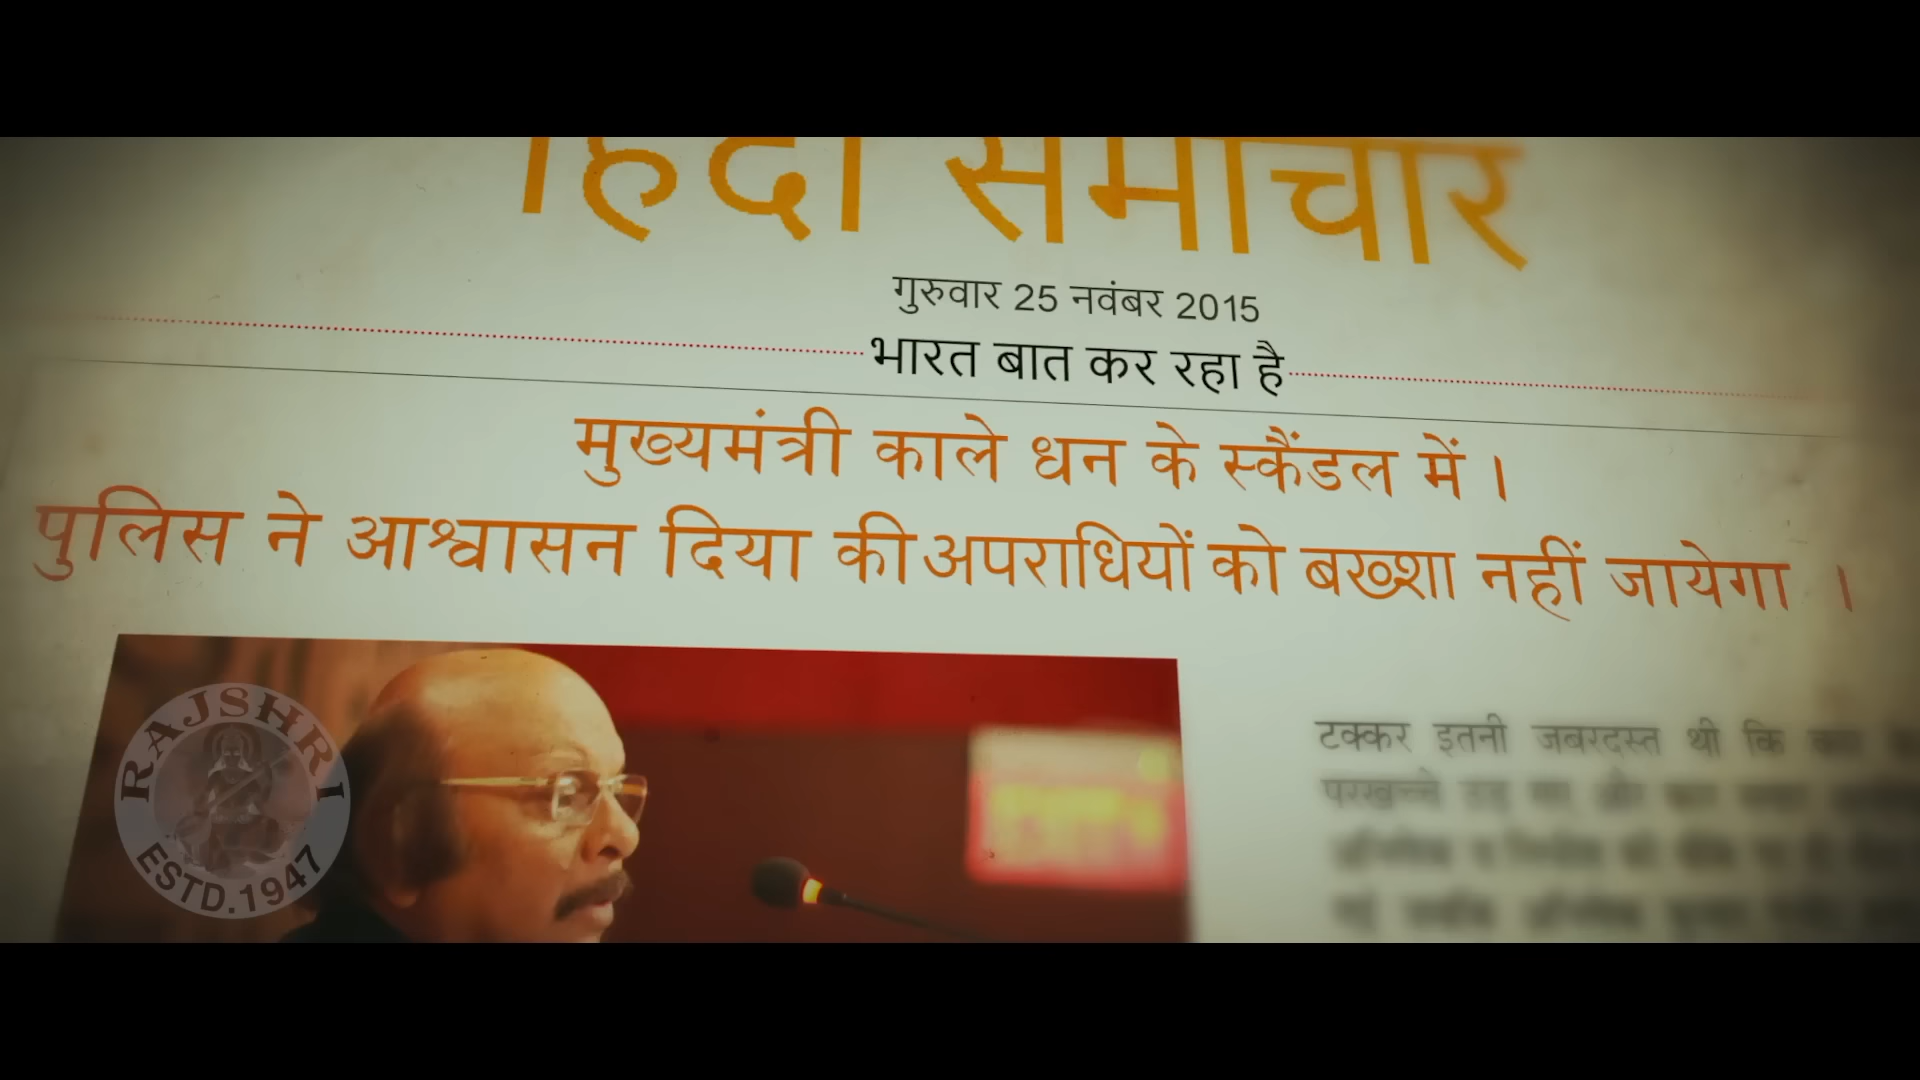 हिंदी समाचार
गुरुवार 25 नवंबर 2015
भारत बात कर रहा है
मुख्यमंत्री काले धन के स्कैंडल में ।
पुलिस ने आश्वासन दिया की अपराधियों को बख्शा नहीं जायेगा ।
टक्कर इतनी जबरदस्त थी कि
परखच्चे
RAJSHRI
ESTD.1947